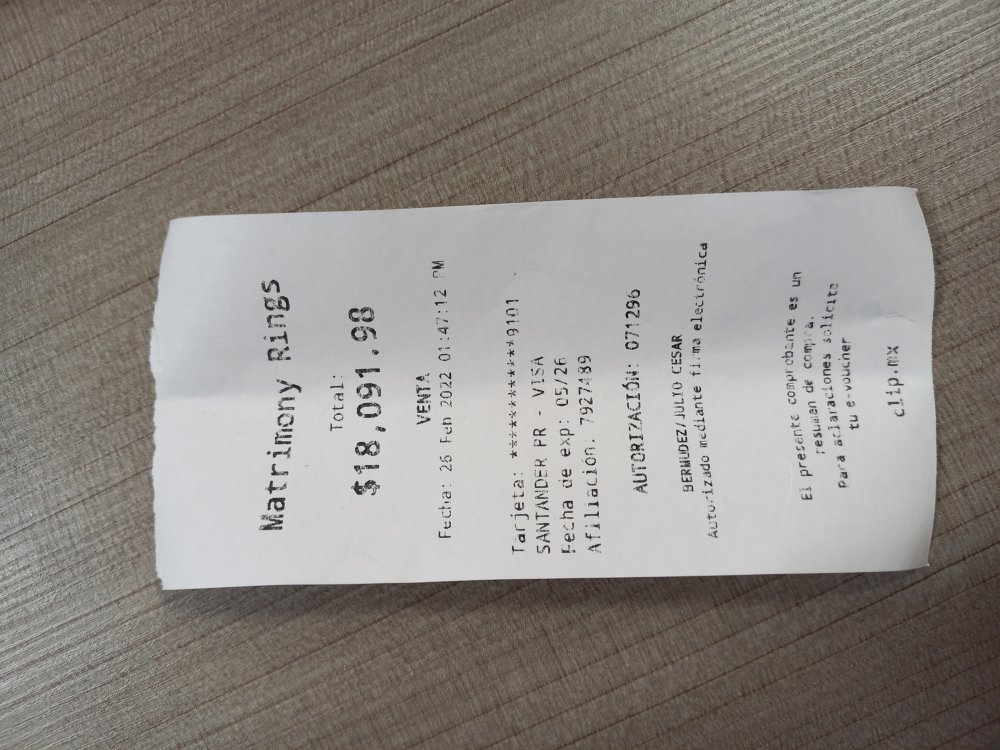 Matrimony Rings
Total:
$18,091.98
VENTA
Fecha: 26 Feb 2022 01:47:12 PM
Tarjeta: ************9101
SANTANDER PR - VISA
Fecha de exp: 05/26
Afiliación: 7927489
AUTORIZACIÓN: 071296
BERMUDEZ/JULIO CESAR
Autorizado mediante firma electrónica
El presente comprobante es un
resumen de compra.
Para aclaraciones solicita
tu e-voucher
clip.mx